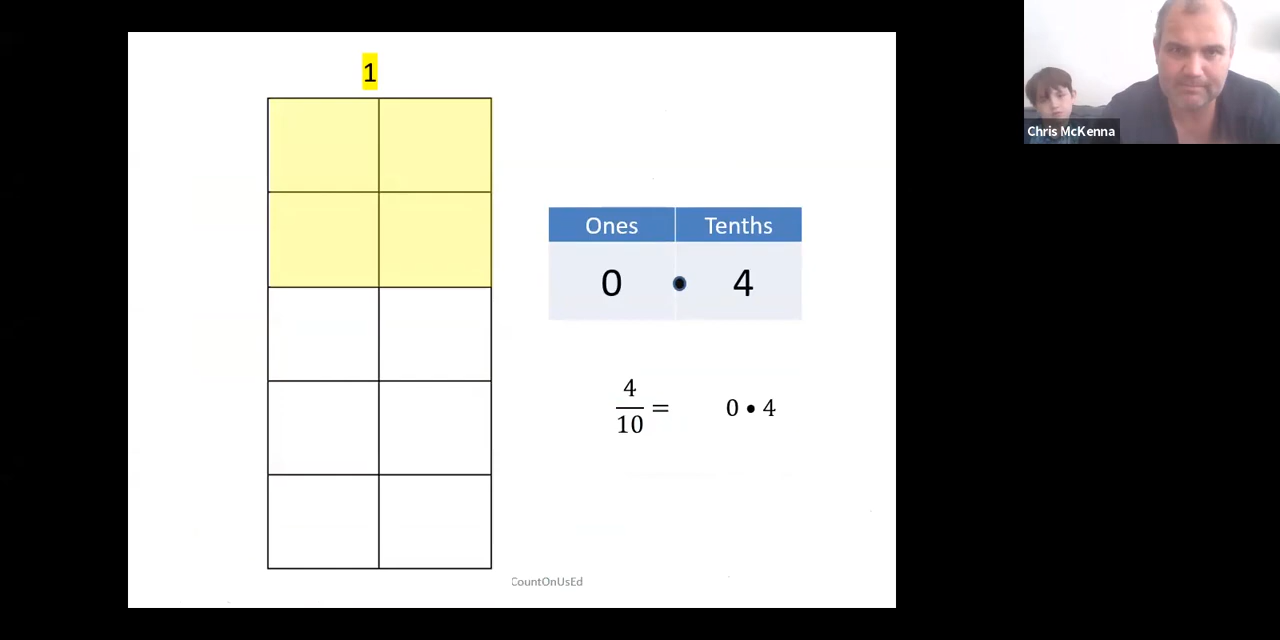 1
Ones Tenths
0 • 4
4
10
= 0 • 4
CountOnUsEd
Chris McKenna